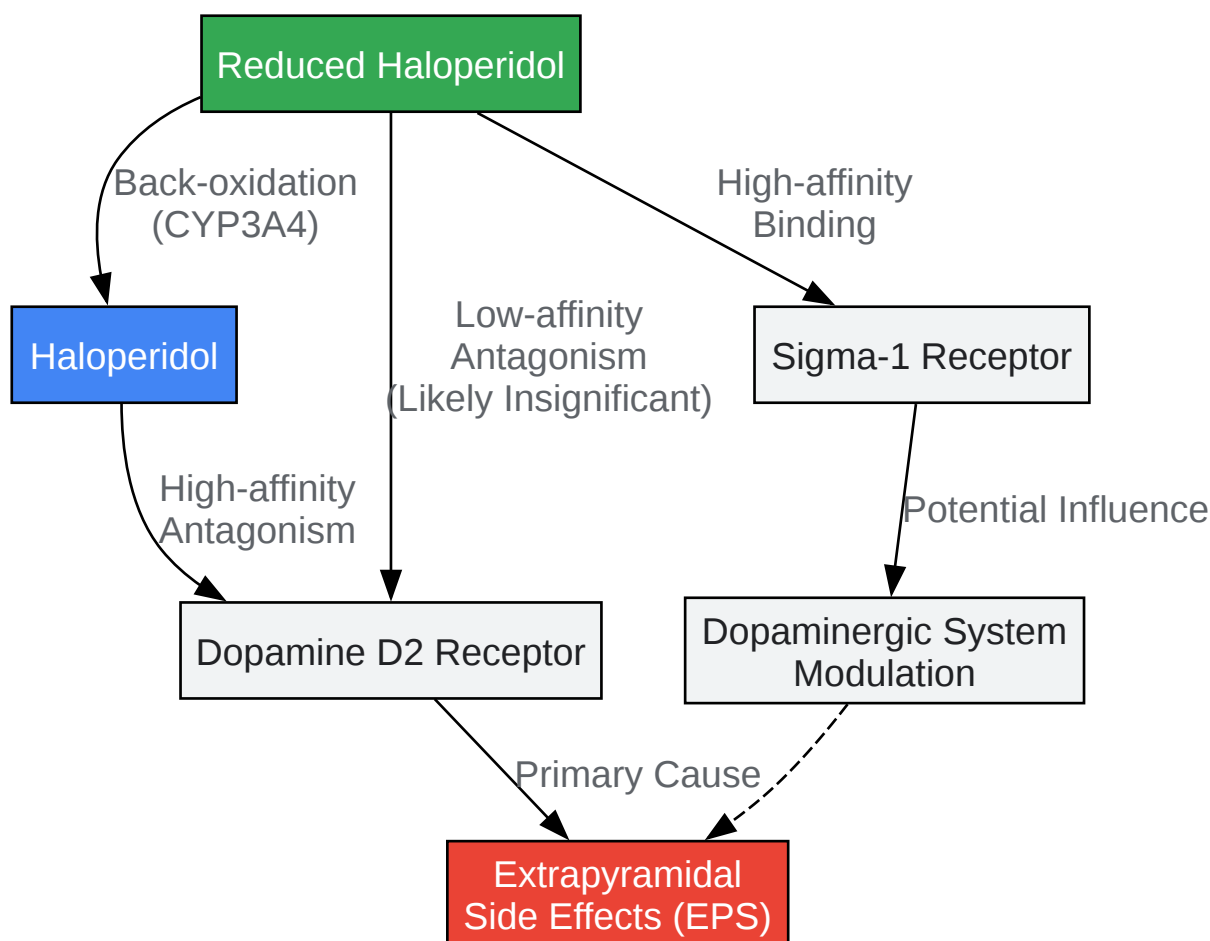 Reduced Haloperidol
Back-oxidation
(CYP3A4)
High-affinity
Binding
Haloperidol
Low-affinity
Antagonism
(Likely Insignificant)
Sigma-1 Receptor
High-affinity
Antagonism
Potential Influence
Dopamine D2 Receptor
Dopaminergic System
Modulation
Primary Cause
Extrapyramidal
Side Effects (EPS)